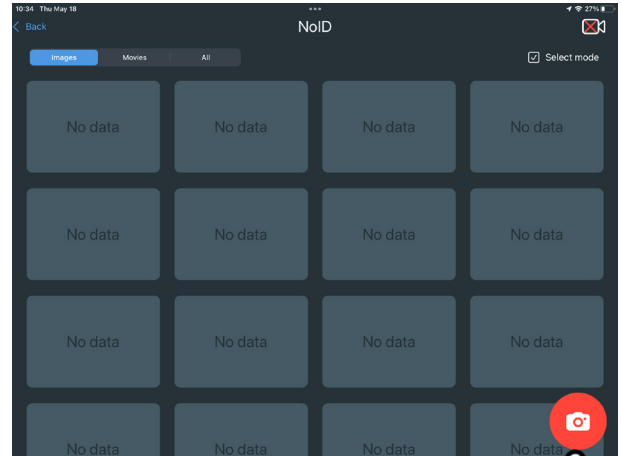 10:34 Thu May 18
27%
Back
NoID
Images Movies All
Select mode
No data No data No data No data
No data No data No data No data
No data No data No data No data
No data No data No data No data